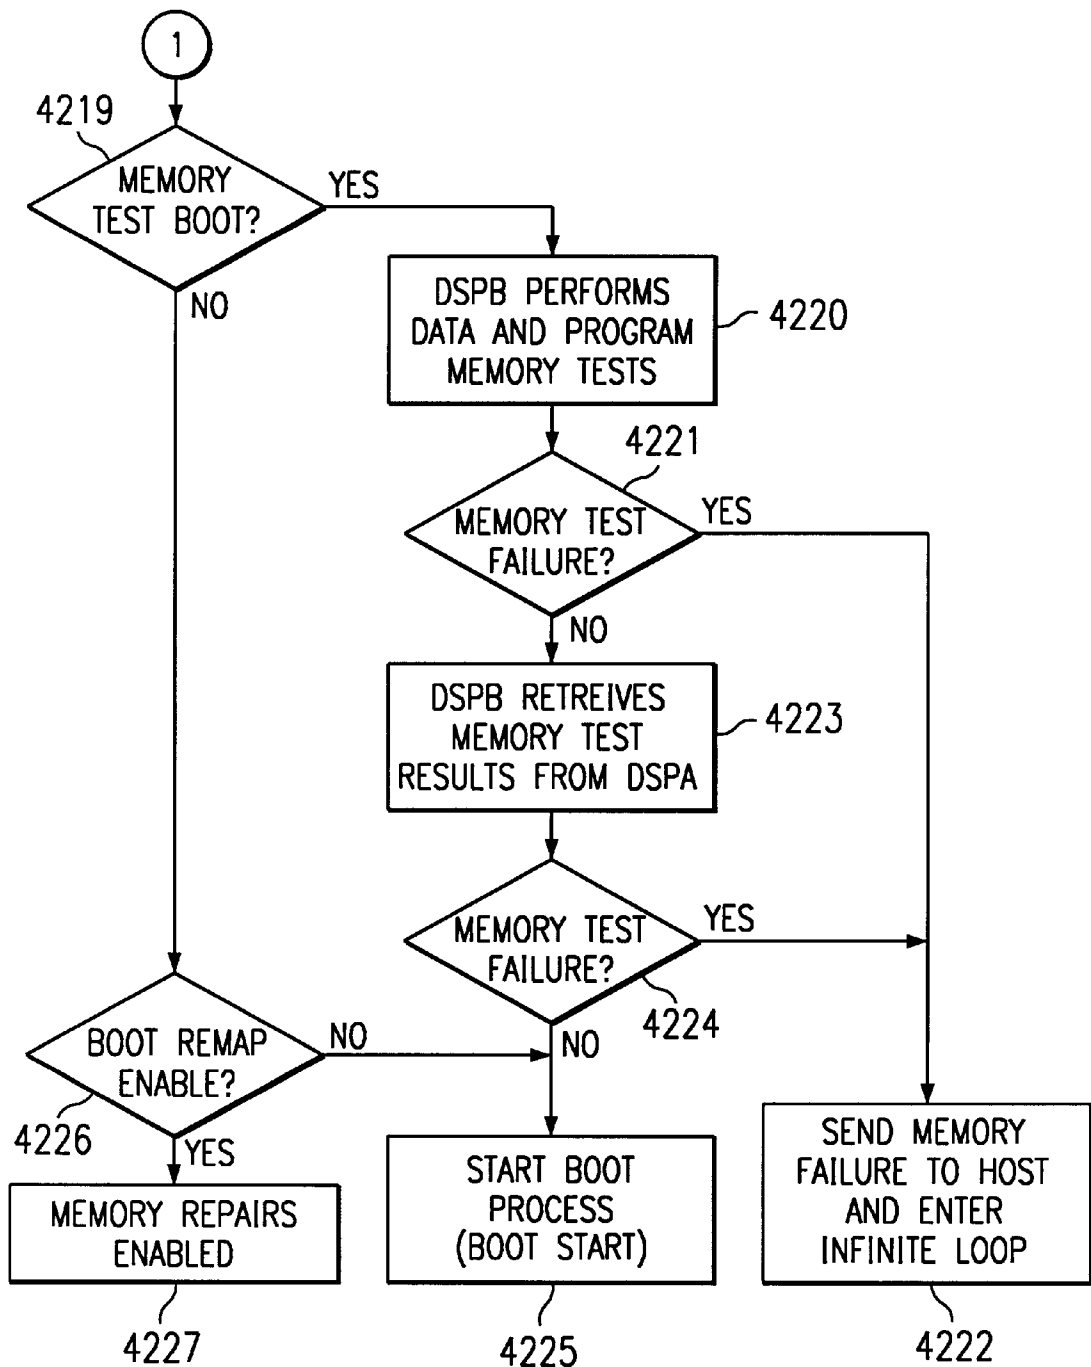 1
4219
MEMORY
TEST BOOT?
YES
NO
DSPB PERFORMS
DATA AND PROGRAM
MEMORY TESTS
4220
4221
MEMORY TEST
FAILURE?
YES
NO
DSPB RETREIVES
MEMORY TEST
RESULTS FROM DSPA
4223
MEMORY TEST
FAILURE?
YES
4224
NO
BOOT REMAP
ENABLE?
NO
4226
YES
MEMORY REPAIRS
ENABLED
4227
START BOOT
PROCESS
(BOOT START)
4225
SEND MEMORY
FAILURE TO HOST
AND ENTER
INFINITE LOOP
4222